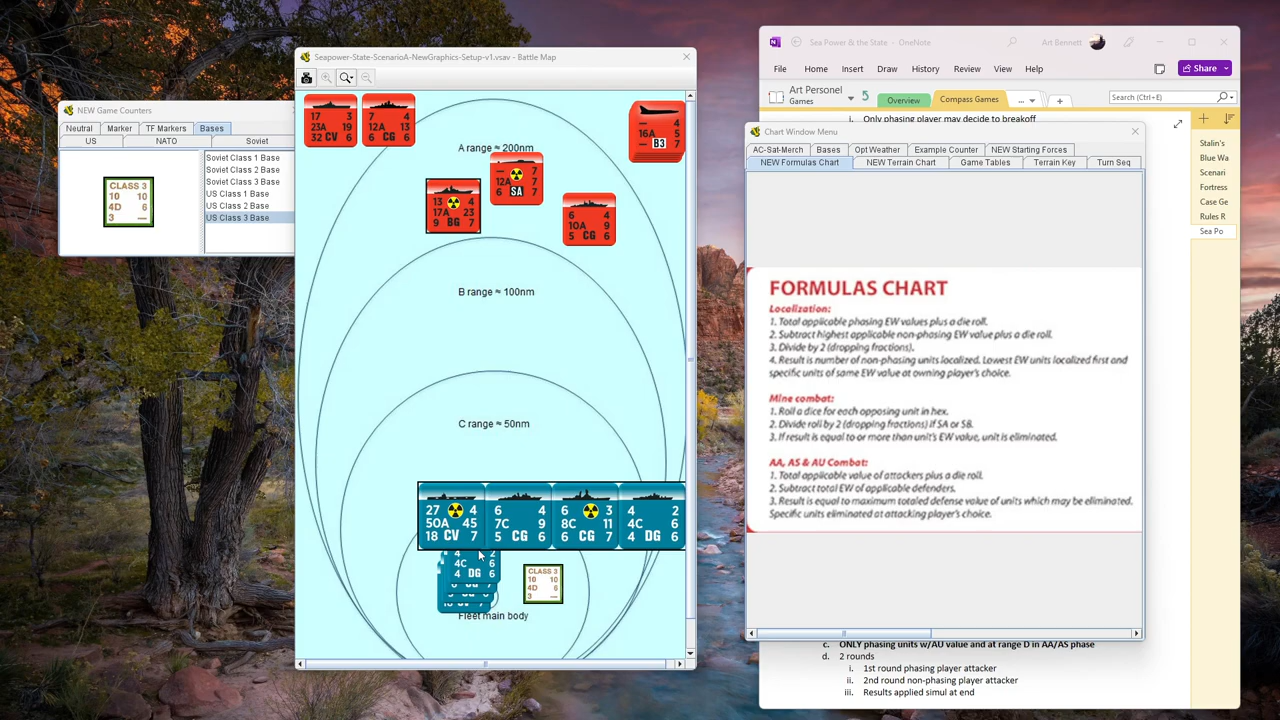 NEW Game Counters
Neutral
Marker
TF Markers
Bases
US
NATO
Soviet
CLASS 3
10 10
4D 6
3 —
Soviet Class 1 Base
Soviet Class 2 Base
Soviet Class 3 Base
US Class 1 Base
US Class 2 Base
US Class 3 Base
Seapower-State-ScenarioA-NewGraphics-Setup-v1.vsav - Battle Map
17 3
23A 19
32 CV 6
7 4
12A 13
6 CG 6
— 4
16A 5
— B3 7
A range ≈ 200nm
— 7
12A 7
6 SA 7
13 4
17A 23
9 BG 7
6 4
10A 9
5 CG 6
B range ≈ 100nm
C range ≈ 50nm
27 4
50A 45
18 CV 7
6 4
7C 9
5 CG 6
6 3
8C 11
6 CG 6
4 2
4C 6
4 DG 6
4 2
4C 6
4 DG 6
CLASS 3
10 10
4D 6
3 —
Fleet main body
Sea Power & the State - OneNote
Art Bennett
File
Home
Insert
Draw
History
Review
View
Help
Share
Art Personel
Games
Overview
Compass Games
...
Search (Ctrl+E)
i. Only phasing player may decide to breakoff
Stalin's
Blue Wa
Scenari
Fortress
Case Ge
Rules R
Sea Po
Chart Window Menu
AC-Sat-Merch
Bases
Opt Weather
Example Counter
NEW Starting Forces
NEW Formulas Chart
NEW Terrain Chart
Game Tables
Terrain Key
Turn Seq
FORMULAS CHART
Localization:
1. Total applicable phasing EW values plus a die roll.
2. Subtract highest applicable non-phasing EW value plus a die roll.
3. Divide by 2 (dropping fractions).
4. Result is number of non-phasing units localized. Lowest EW units localized first and
specific units of same EW value at owning player's choice.
Mine combat:
1. Roll a dice for each opposing unit in hex.
2. Divide roll by 2 (dropping fractions) if SA or SB.
3. If result is equal to or more than unit's EW value, unit is eliminated.
AA, AS & AU Combat:
1. Total applicable value of attackers plus a die roll.
2. Subtract total EW of applicable defenders.
3. Result is equal to maximum totaled defense value of units which may be eliminated.
Specific units eliminated at attacking player's choice.
c. ONLY phasing units w/AU value and at range D in AA/AS phase
d. 2 rounds
i. 1st round phasing player attacker
ii. 2nd round non-phasing player attacker
iii. Results applied simul at end